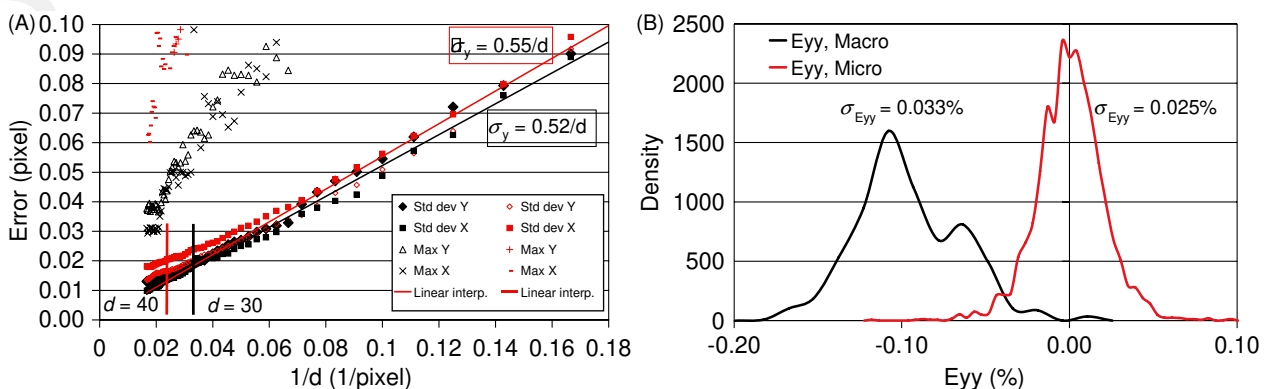 (A)
0.10
0.09
0.08
0.07
0.06
0.05
0.04
0.03
0.02
0.01
0.00
Error (pixel)
σy = 0.55/d
σy = 0.52/d
Std dev Y Std dev Y
Std dev X Std dev X
Max Y Max Y
Max X Max X
Linear interp. Linear interp.
d = 40 d = 30
0 0.02 0.04 0.06 0.08 0.1 0.12 0.14 0.16 0.18
1/d (1/pixel)
(B)
2500
2000
1500
1000
500
0
Density
Eyy, Macro
Eyy, Micro
σEyy = 0.033% σEyy = 0.025%
-0.20 -0.10 0.00 0.10
Eyy (%)